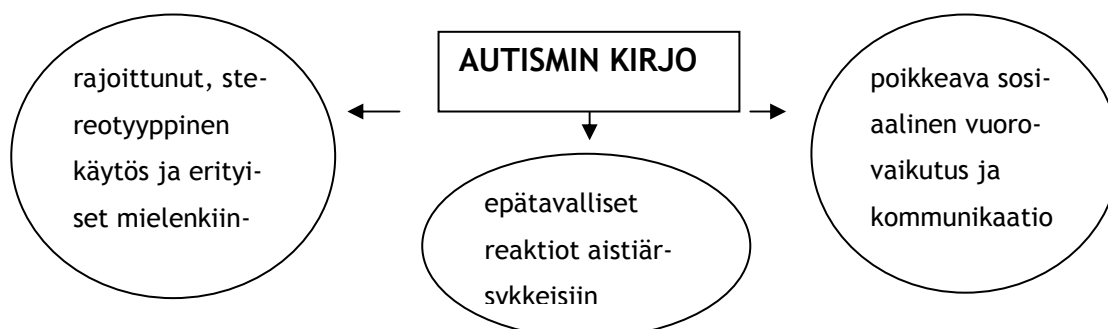 AUTISMIN KIRJO
rajoittunut, ste-
reotyyppinen
käytös ja erityi-
set mielenkiin-
epätavalliset
reaktiot aistiär-
sykkeisiin
poikkeava sosi-
aalinen vuoro-
vaikutus ja
kommunikaatio